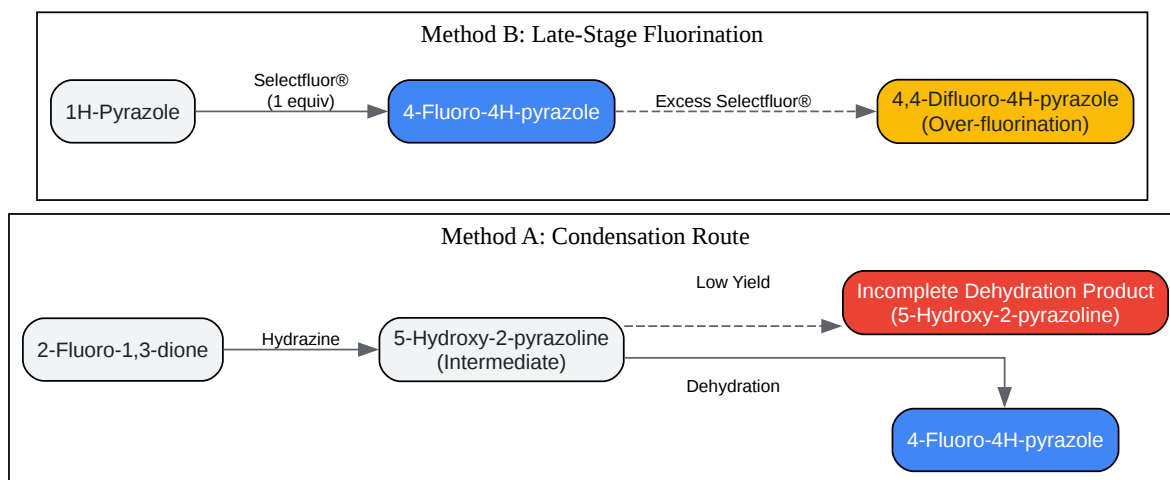 Method B: Late-Stage Fluorination
1H-Pyrazole
Selectfluor®
(1 equiv)
4-Fluoro-4H-pyrazole
Excess Selectfluor®
4,4-Difluoro-4H-pyrazole
(Over-fluorination)
Method A: Condensation Route
2-Fluoro-1,3-dione
Hydrazine
5-Hydroxy-2-pyrazoline
(Intermediate)
Low Yield
Incomplete Dehydration Product
(5-Hydroxy-2-pyrazoline)
Dehydration
4-Fluoro-4H-pyrazole